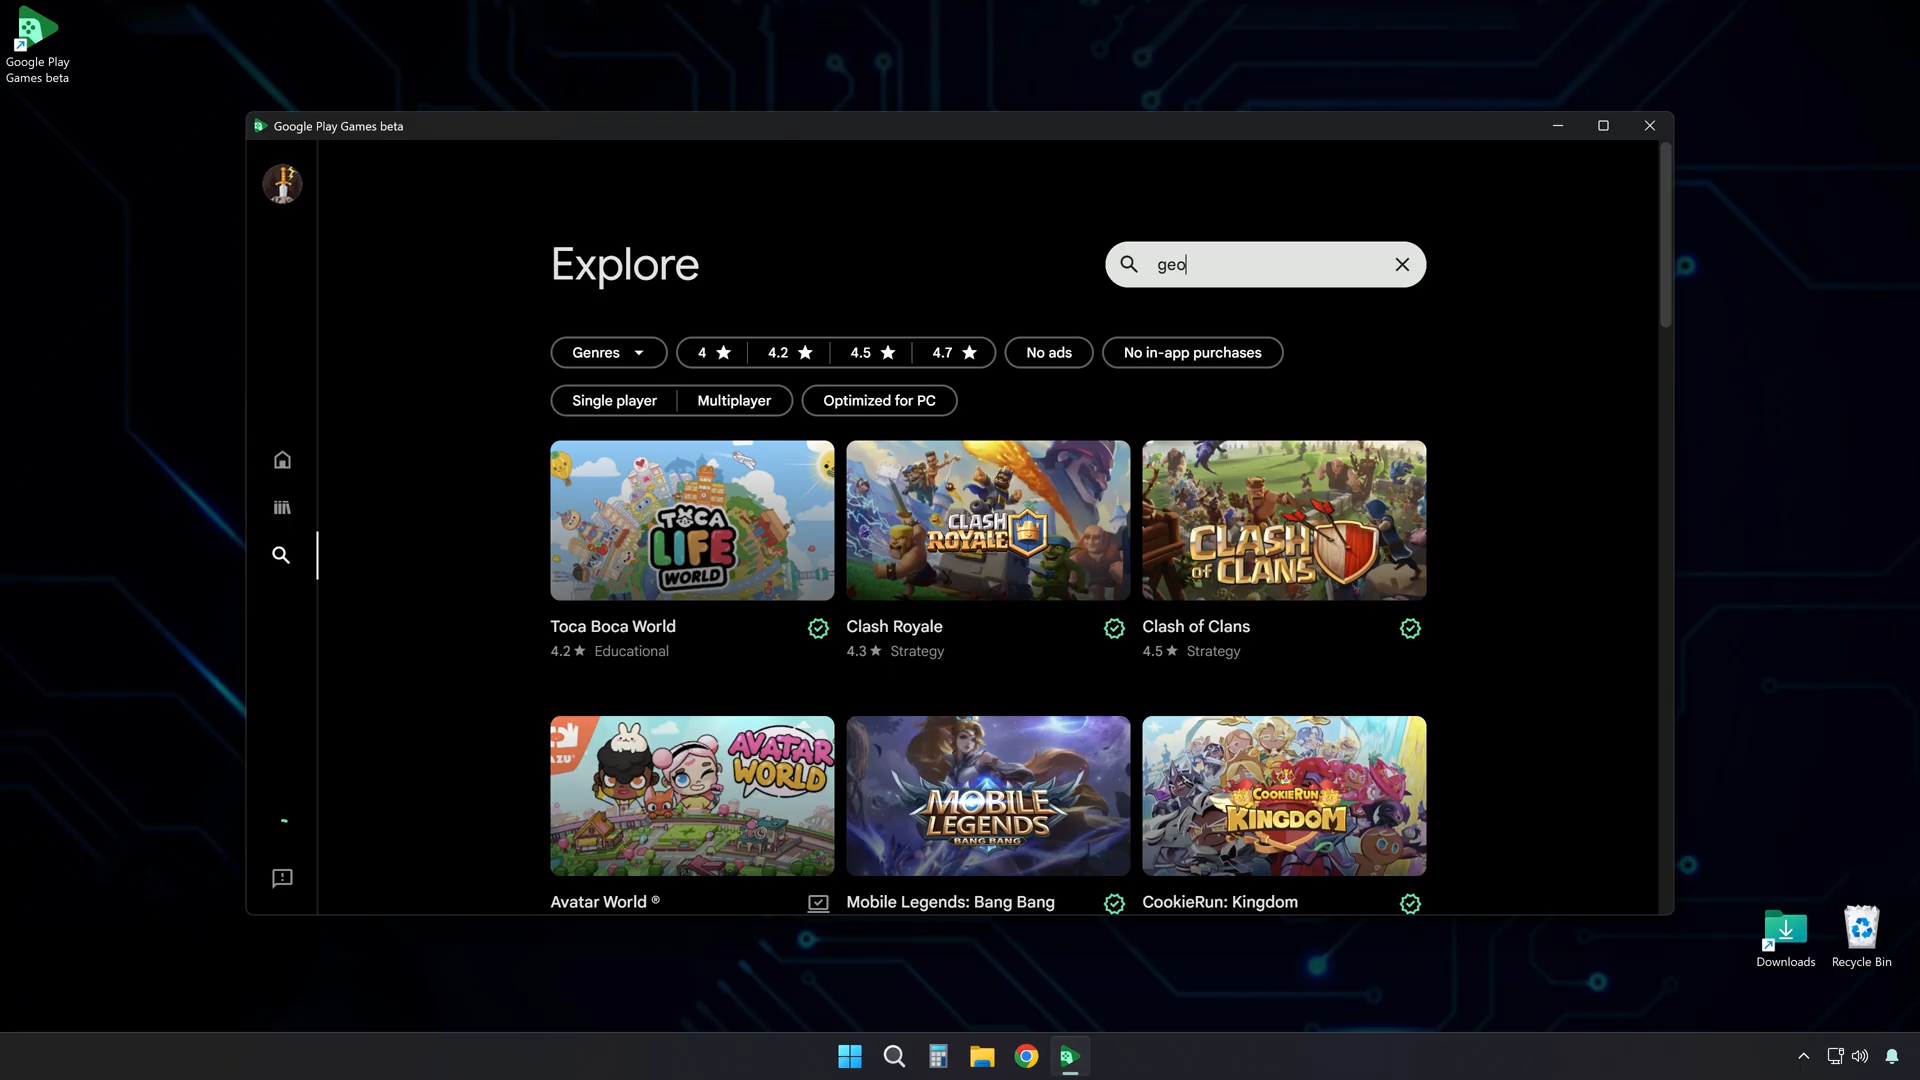 Google Play
Games beta
Google Play Games beta
Explore
geo
Genres
4 ★ 4.2 ★ 4.5 ★ 4.7 ★
No ads
No in-app purchases
Single player
Multiplayer
Optimized for PC
TOCA
LIFE
WORLD
CLASH
ROYALE
CLASH
OF CLANS
Toca Boca World
4.2 ★ Educational
Clash Royale
4.3 ★ Strategy
Clash of Clans
4.5 ★ Strategy
AZU
AVATAR
WORLD
MOBILE
LEGENDS
BANG BANG
COOKIERUN
KINGDOM
Avatar World ®
Mobile Legends: Bang Bang
CookieRun: Kingdom
Downloads
Recycle Bin